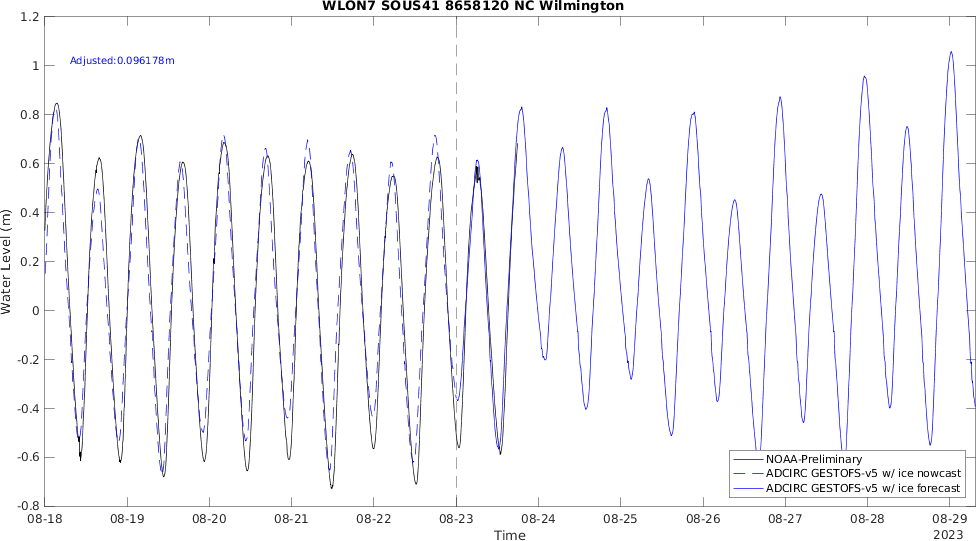 WLON7 SOUS41 8658120 NC Wilmington
1.2
1
0.8
0.6
0.4
0.2
0
-0.2
-0.4
-0.6
-0.8
Water Level (m)
Adjusted:0.096178m
NOAA-Preliminary
ADCIRC GESTOFS-v5 w/ ice nowcast
ADCIRC GESTOFS-v5 w/ ice forecast
08-18 08-19 08-20 08-21 08-22 08-23 08-24 08-25 08-26 08-27 08-28 08-29
Time
2023